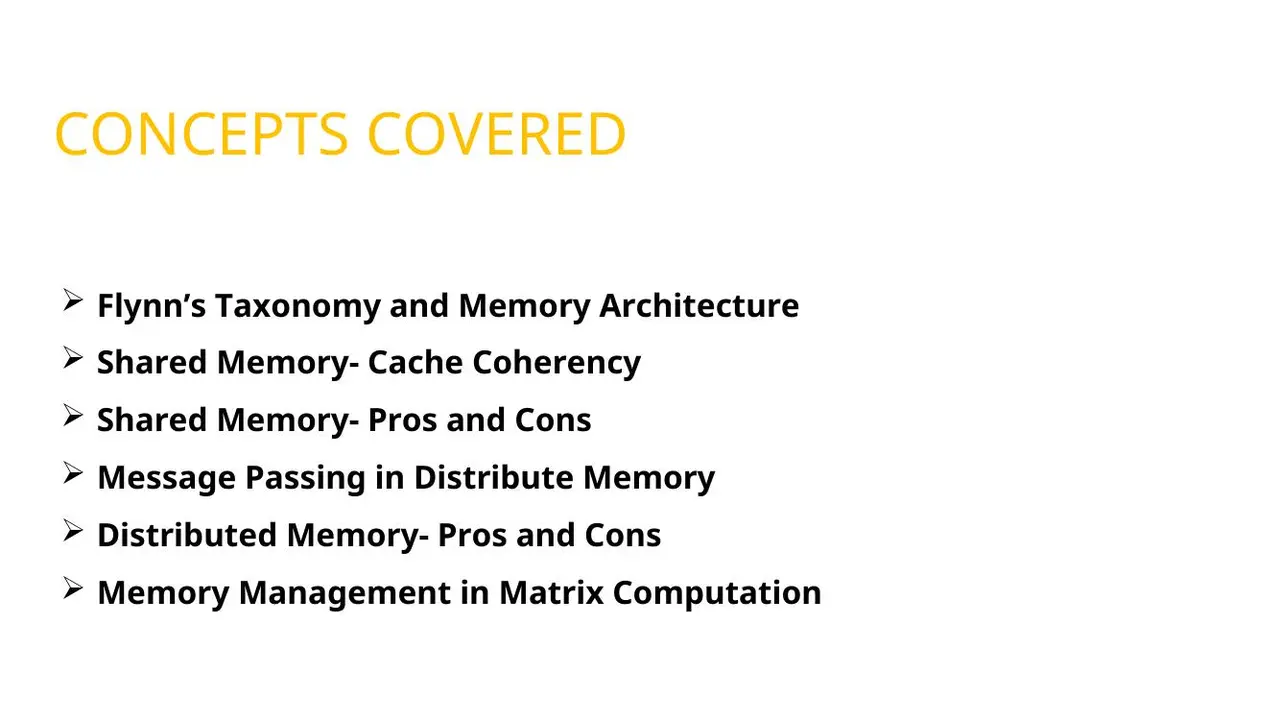 CONCEPTS COVERED
➢ Flynn’s Taxonomy and Memory Architecture
➢ Shared Memory- Cache Coherency
➢ Shared Memory- Pros and Cons
➢ Message Passing in Distribute Memory
➢ Distributed Memory- Pros and Cons
➢ Memory Management in Matrix Computation